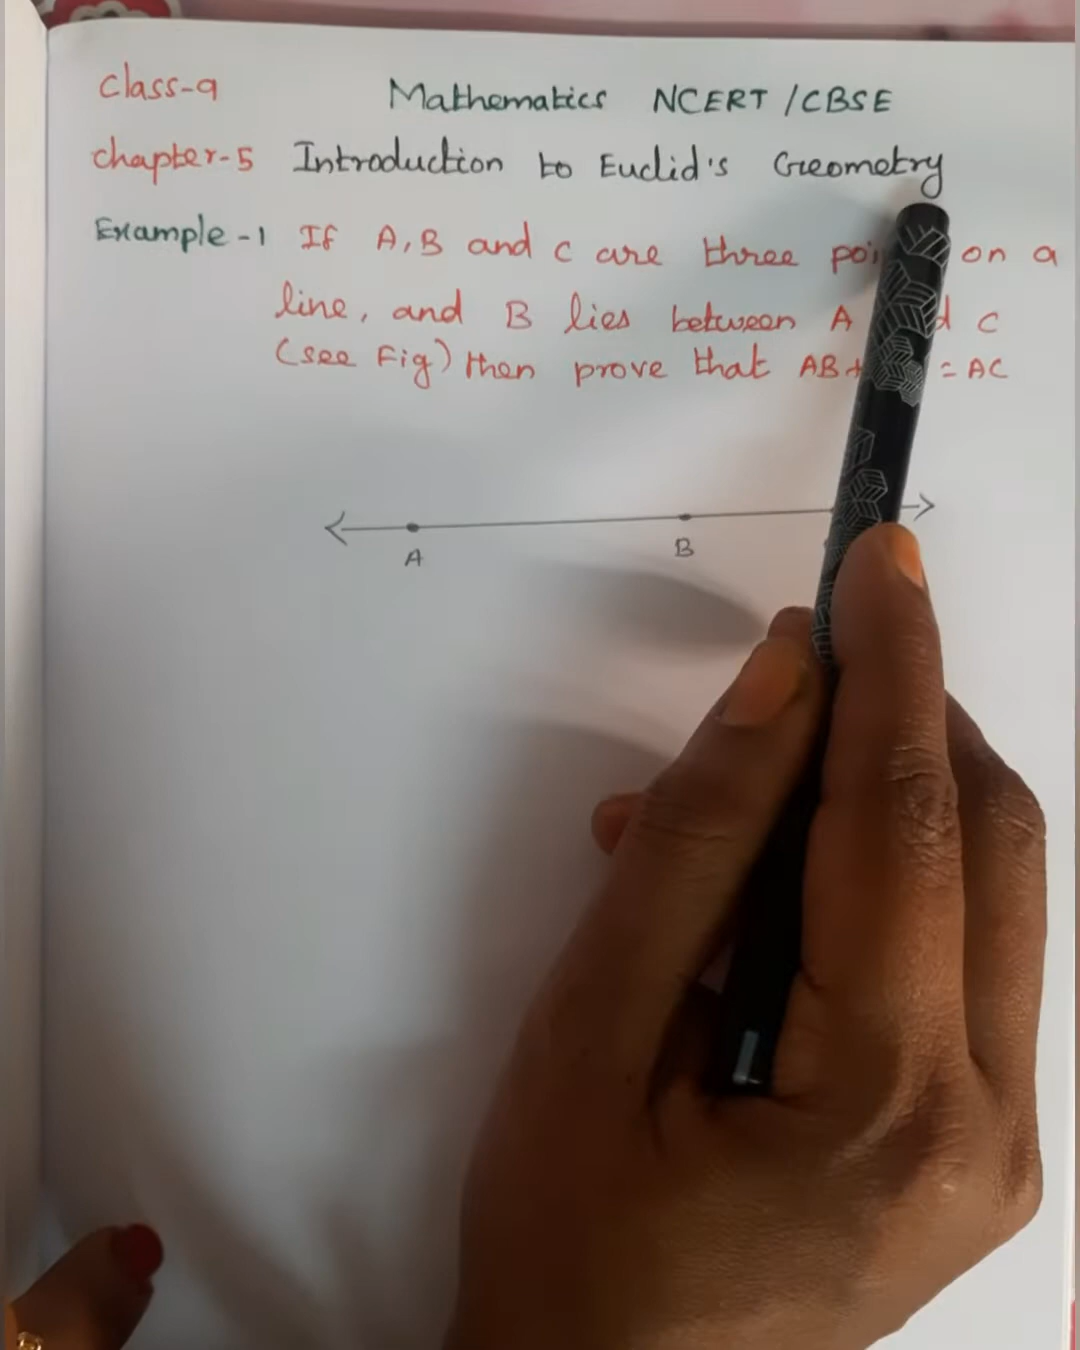 Class-9 Mathematics NCERT / CBSE
Chapter-5 Introduction to Euclid's Geometry
Example-1 If A, B and C are three on a
line, and B lies between A C
(see Fig) then prove that AB+ = AC
A B